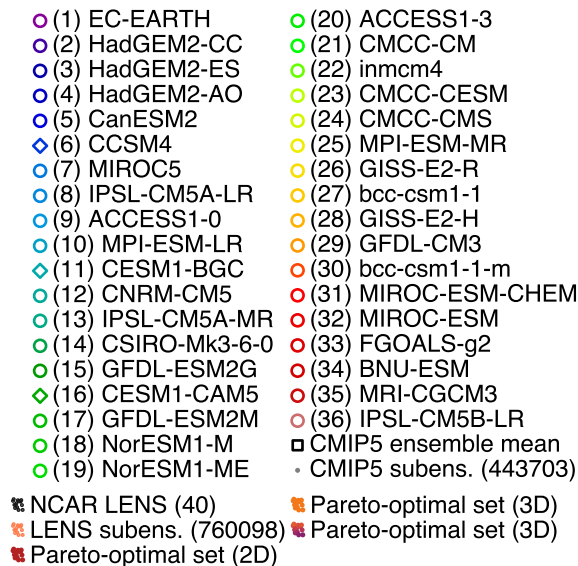 (1) EC-EARTH
(2) HadGEM2-CC
(3) HadGEM2-ES
(4) HadGEM2-AO
(5) CanESM2
(6) CCSM4
(7) MIROC5
(8) IPSL-CM5A-LR
(9) ACCESS1-0
(10) MPI-ESM-LR
(11) CESM1-BGC
(12) CNRM-CM5
(13) IPSL-CM5A-MR
(14) CSIRO-Mk3-6-0
(15) GFDL-ESM2G
(16) CESM1-CAM5
(17) GFDL-ESM2M
(18) NorESM1-M
(19) NorESM1-ME
(20) ACCESS1-3
(21) CMCC-CM
(22) inmcm4
(23) CMCC-CESM
(24) CMCC-CMS
(25) MPI-ESM-MR
(26) GISS-E2-R
(27) bcc-csm1-1
(28) GISS-E2-H
(29) GFDL-CM3
(30) bcc-csm1-1-m
(31) MIROC-ESM-CHEM
(32) MIROC-ESM
(33) FGOALS-g2
(34) BNU-ESM
(35) MRI-CGCM3
(36) IPSL-CM5B-LR
CMIP5 ensemble mean
CMIP5 subens. (443703)
NCAR LENS (40)
LENS subens. (760098)
Pareto-optimal set (2D)
Pareto-optimal set (3D)
Pareto-optimal set (3D)